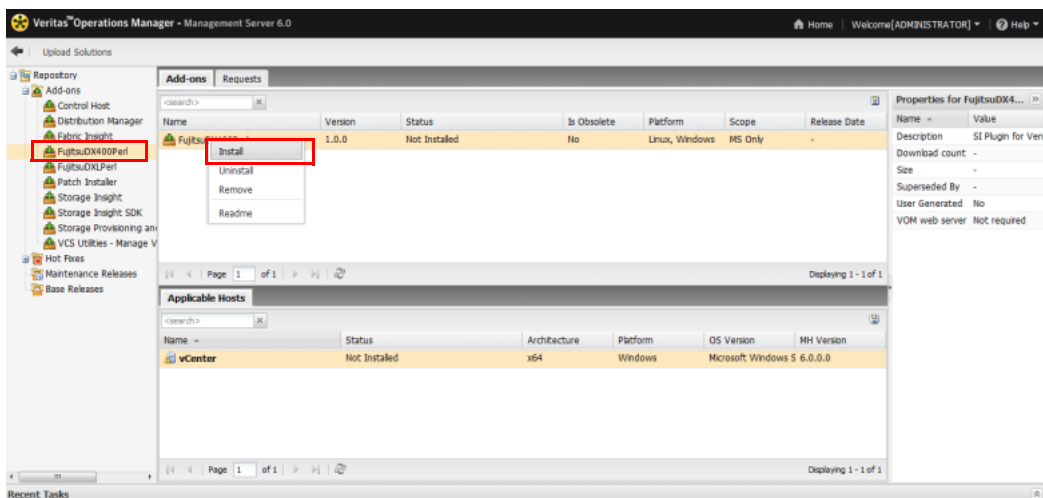 Veritas™Operations Manager - Management Server 6.0
Home Welcome[ADMINISTRATOR] Help
Upload Solutions
Repository
Add-ons
Control Host
Distribution Manager
Fabric Insight
FujitsuDX400Perl
FujitsuDXLPerl
Patch Installer
Storage Insight
Storage Insight SDK
Storage Provisioning an
VCS Utilities - Manage V
Hot Fixes
Maintenance Releases
Base Releases
Add-ons Requests
<search>
Name Version Status Is Obsolete Platform Scope Release Date
1.0.0 Not Installed No Linux, Windows MS Only -
Install
Uninstall
Remove
Readme
Page 1 of 1 Displaying 1 - 1 of 1
Applicable Hosts
<search>
Name Status Architecture Platform OS Version MH Version
vCenter Not Installed x64 Windows Microsoft Windows S 6.0.0.0
Page 1 of 1 Displaying 1 - 1 of 1
Properties for FujitsuDX4...
Name Value
Description SI Plugin for Ven
Download count -
Size -
Superseded By -
User Generated No
VOM web server Not required
Recent Tasks